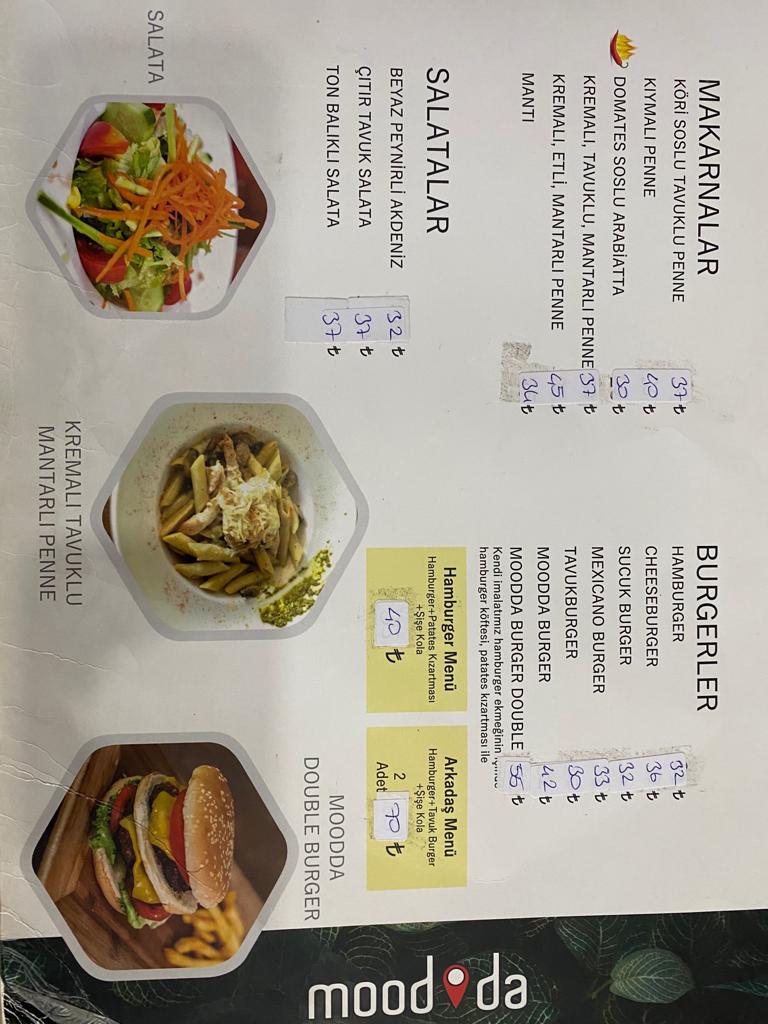 MAKARNALAR
KÖRİ SOSLU TAVUKLU PENNE 37 ₺
KIYMALI PENNE 40 ₺
DOMATES SOSLU ARABİATTA 30 ₺
KREMALI, TAVUKLU, MANTARLI PENNE 37 ₺
KREMALI, ETLİ, MANTARLI PENNE 45 ₺
MANTI 34 ₺
SALATALAR
BEYAZ PEYNİRLİ AKDENİZ 32 ₺
ÇITIR TAVUK SALATA 37 ₺
TON BALIKLI SALATA 37 ₺
SALATA
KREMALI TAVUKLU
MANTARLI PENNE
BURGERLER
HAMBURGER 32 ₺
CHEESEBURGER 36 ₺
SUCUK BURGER 32 ₺
MEXICANO BURGER 33 ₺
TAVUKBURGER 30 ₺
MOODDA BURGER 42 ₺
MOODDA BURGER DOUBLE 55 ₺
Kendi imalatımız hamburger ekmeğinin içinde
hamburger köftesi, patates kızartması ile
Hamburger Menü
Hamburger+Patates Kızartması
+Şişe Kola
40 ₺
Arkadaş Menü
Hamburger+Tavuk Burger
+Şişe Kola
2 Adet 70 ₺
MOODDA
DOUBLE BURGER
moodda